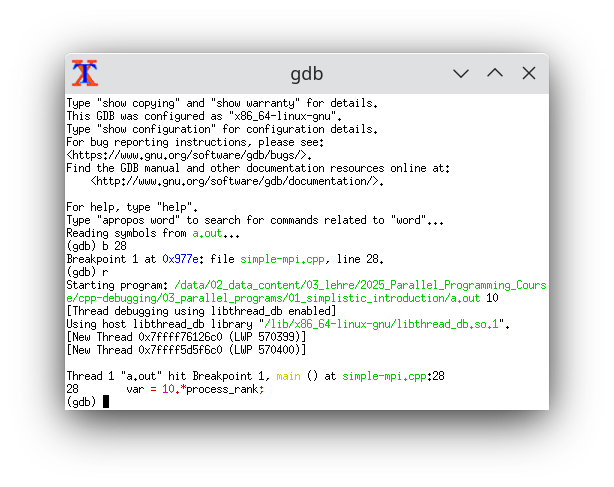 gdb
Type "show copying" and "show warranty" for details.
This GDB was configured as "x86_64-linux-gnu".
Type "show configuration" for configuration details.
For bug reporting instructions, please see:
<https://www.gnu.org/software/gdb/bugs/>.
Find the GDB manual and other documentation resources online at:
    <http://www.gnu.org/software/gdb/documentation/>.
For help, type "help".
Type "apropos word" to search for commands related to "word"...
Reading symbols from a.out...
(gdb) b 28
Breakpoint 1 at 0x977e: file simple-mpi.cpp, line 28.
(gdb) r
Starting program: /data/02_data_content/03_lehre/2025_Parallel_Programming_Cours
e/cpp-debugging/03_parallel_programs/01_simplistic_introduction/a.out 10
[Thread debugging using libthread_db enabled]
Using host libthread_db library "/lib/x86_64-linux-gnu/libthread_db.so.1".
[New Thread 0x7ffff76126c0 (LWP 570399)]
[New Thread 0x7ffff5d5f6c0 (LWP 570400)]
Thread 1 "a.out" hit Breakpoint 1, main () at simple-mpi.cpp:28
28        var = 10.*process_rank;
(gdb)